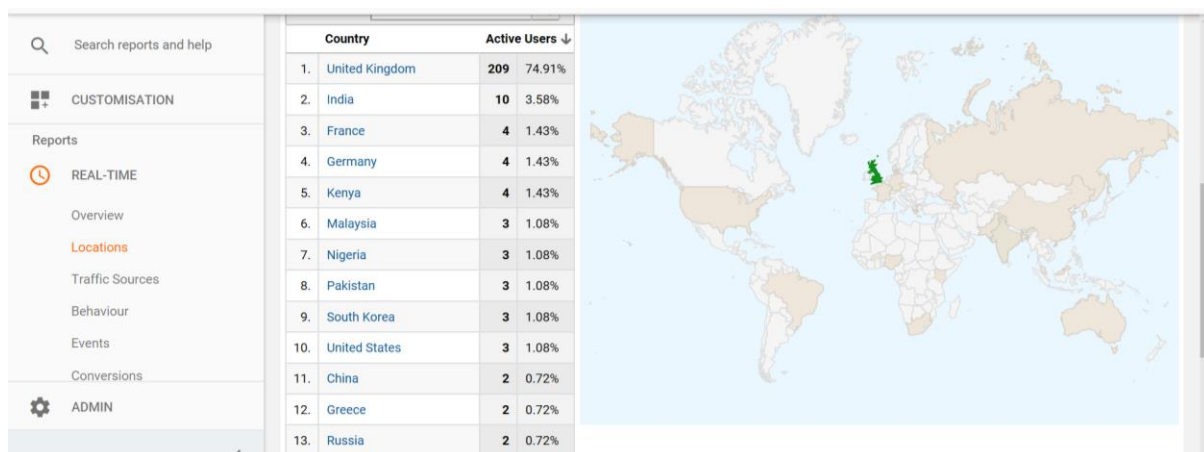 Search reports and help
CUSTOMISATION
Reports
REAL-TIME
Overview
Locations
Traffic Sources
Behaviour
Events
Conversions
ADMIN
Country Active Users
1. United Kingdom 209 74.91%
2. India 10 3.58%
3. France 4 1.43%
4. Germany 4 1.43%
5. Kenya 4 1.43%
6. Malaysia 3 1.08%
7. Nigeria 3 1.08%
8. Pakistan 3 1.08%
9. South Korea 3 1.08%
10. United States 3 1.08%
11. China 2 0.72%
12. Greece 2 0.72%
13. Russia 2 0.72%